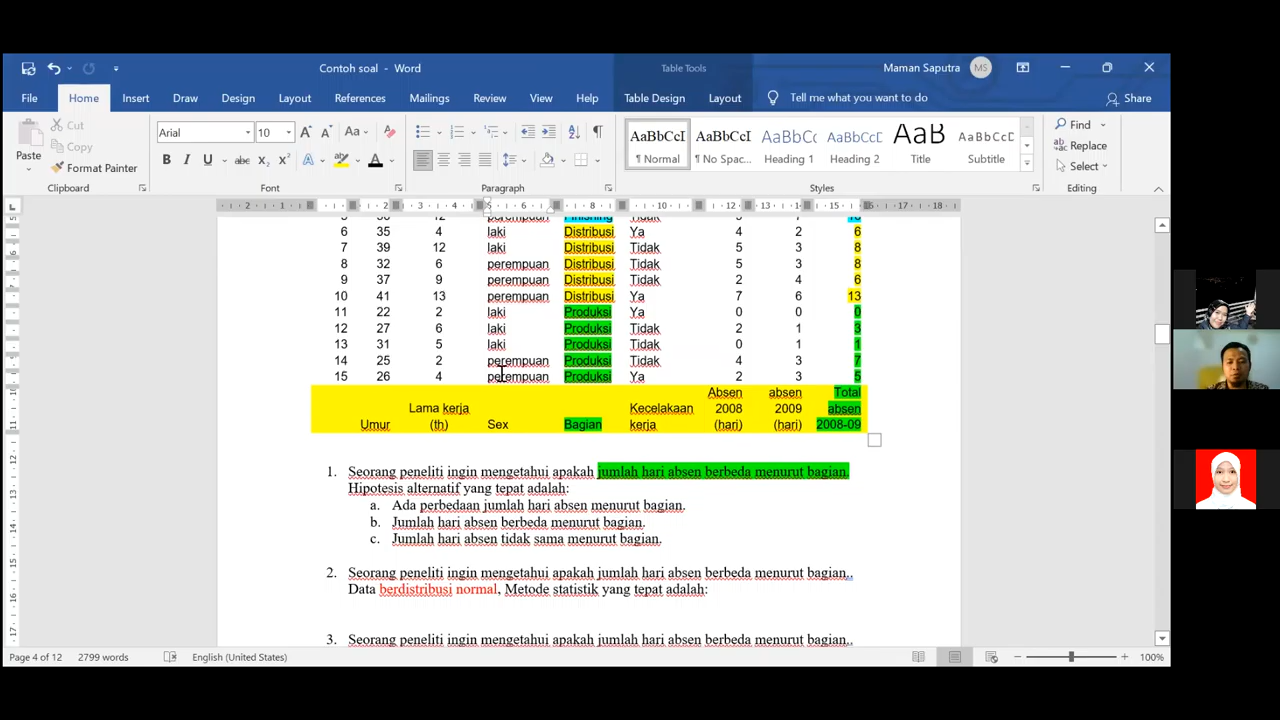 Contoh soal - Word
Table Tools
Maman Saputra MS
File Home Insert Draw Design Layout References Mailings Review View Help Table Design Layout Tell me what you want to do Share
Paste
Cut
Copy
Format Painter
Clipboard
Arial 10
Font
Paragraph
AaBbCcI AaBbCcI AaBbCc AaBbCcI AaB AaBbCcI
¶ Normal ¶ No Spac... Heading 1 Heading 2 Title Subtitle
Styles
Find
Replace
Select
Editing
6 35 4 laki Distribusi Ya 4 2 6
7 39 12 laki Distribusi Tidak 5 3 8
8 32 6 perempuan Distribusi Tidak 5 3 8
9 37 9 perempuan Distribusi Tidak 2 4 6
10 41 13 perempuan Distribusi Ya 7 6 13
11 22 2 laki Produksi Ya 0 0 0
12 27 6 laki Produksi Tidak 2 1 3
13 31 5 laki Produksi Tidak 0 1 1
14 25 2 perempuan Produksi Tidak 4 3 7
15 26 4 perempuan Produksi Ya 2 3 5
Absen absen Total
Lama kerja Kecelakaan 2008 2009 absen
Umur (th) Sex Bagian kerja (hari) (hari) 2008-09
1. Seorang peneliti ingin mengetahui apakah jumlah hari absen berbeda menurut bagian.
Hipotesis alternatif yang tepat adalah:
a. Ada perbedaan jumlah hari absen menurut bagian.
b. Jumlah hari absen berbeda menurut bagian.
c. Jumlah hari absen tidak sama menurut bagian.
2. Seorang peneliti ingin mengetahui apakah jumlah hari absen berbeda menurut bagian..
Data berdistribusi normal, Metode statistik yang tepat adalah:
3. Seorang peneliti ingin mengetahui apakah jumlah hari absen berbeda menurut bagian..
Page 4 of 12 2799 words English (United States) 100%